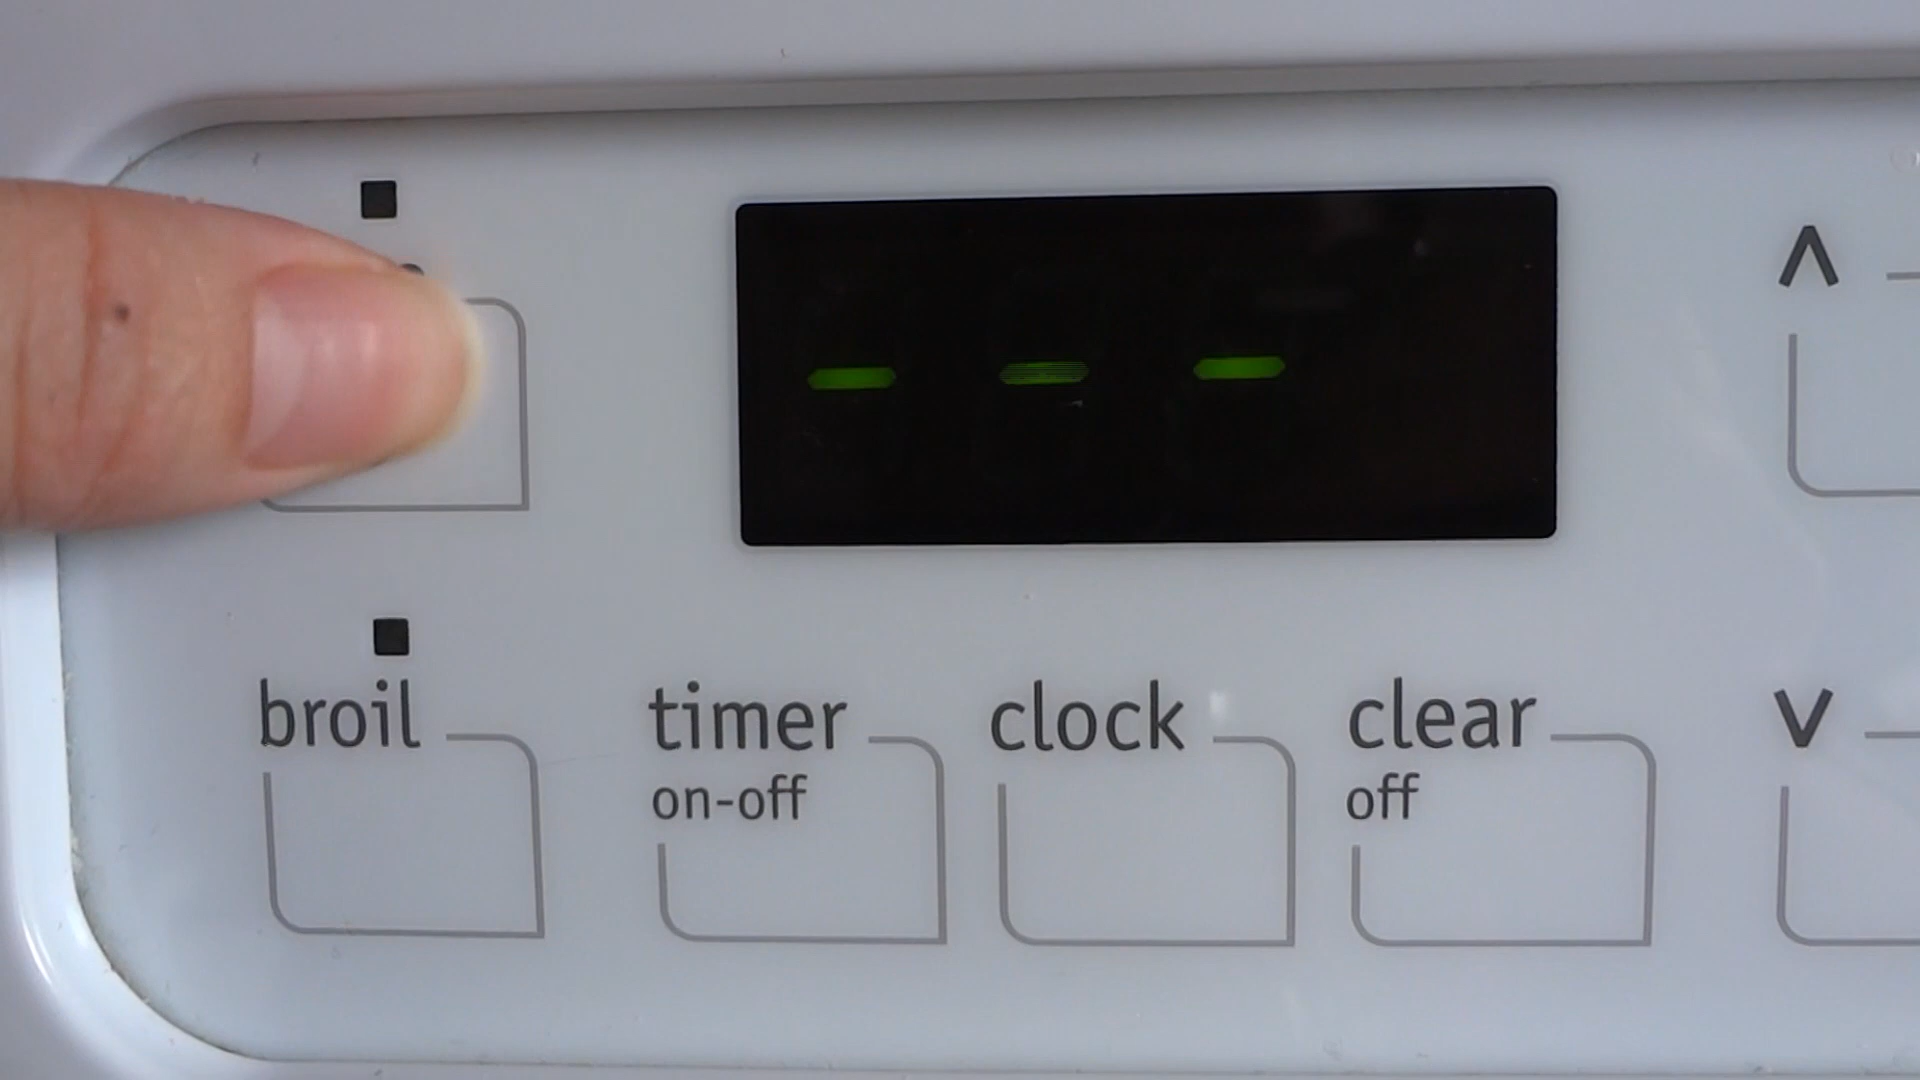 - - -
broil
timer
on-off
clock
clear
off